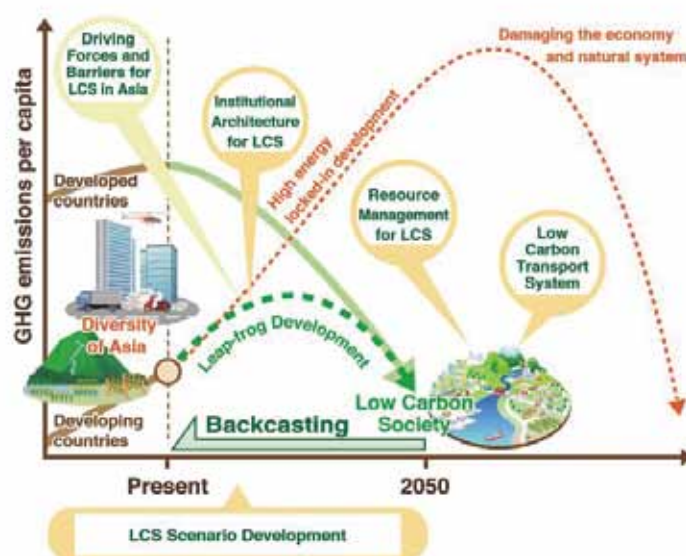 Driving
Forces and
Barriers for
LCS in Asia
Institutional
Architecture
for LCS
Damaging the economy
and natural system
High energy
locked-in development
Resource
Management
for LCS
Low
Carbon
Transport
System
GHG emissions per capita
Developed
countries
Diversity
of Asia
Leap-frog Development
Developing
countries
Backcasting
Low Carbon
Society
Present
2050
LCS Scenario Development